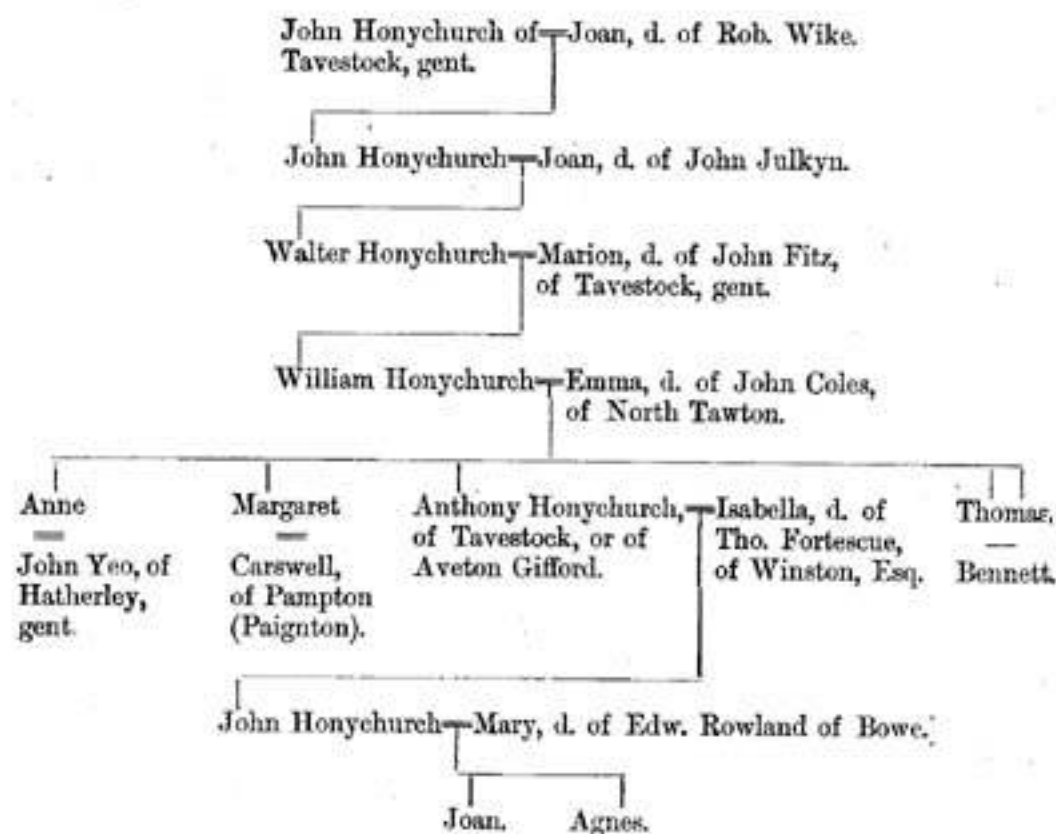 John Honychurch of Joan, d. of Rob. Wike.
Tavestock, gent.
John Honychurch Joan, d. of John Julkyn.
Walter Honychurch Marion, d. of John Fitz,
of Tavestock, gent.
William Honychurch Emma, d. of John Coles,
of North Tawton.
Anne
John Yeo, of
Hatherley,
gent.
Margaret
Carswell,
of Pampton
(Paignton).
Anthony Honychurch,
of Tavestock, or of
Aveton Gifford.
Isabella, d. of
Tho. Fortescue,
of Winston, Esq.
Thomas.
Bennett.
John Honychurch Mary, d. of Edw. Rowland of Bowe.
Joan. Agnes.